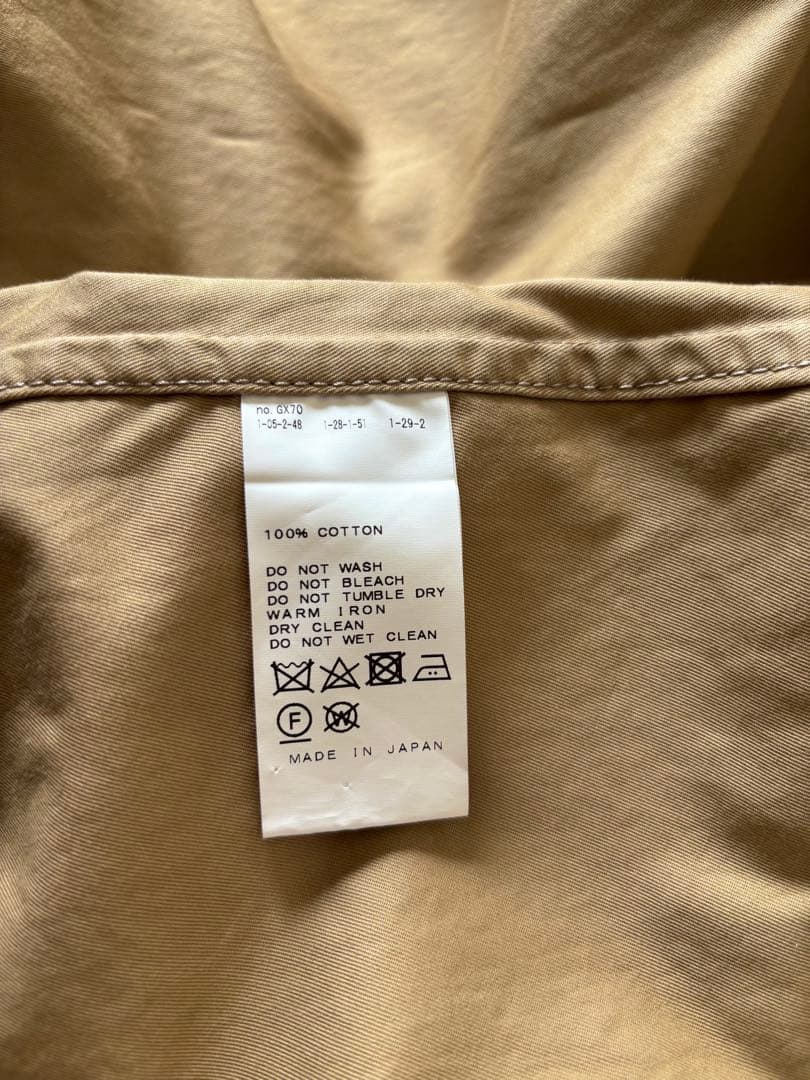 no. GX70
1-05-2-48 1-28-1-51 1-29-2
100% COTTON
DO NOT WASH
DO NOT BLEACH
DO NOT TUMBLE DRY
WARM IRON
DRY CLEAN
DO NOT WET CLEAN
F W
MADE IN JAPAN